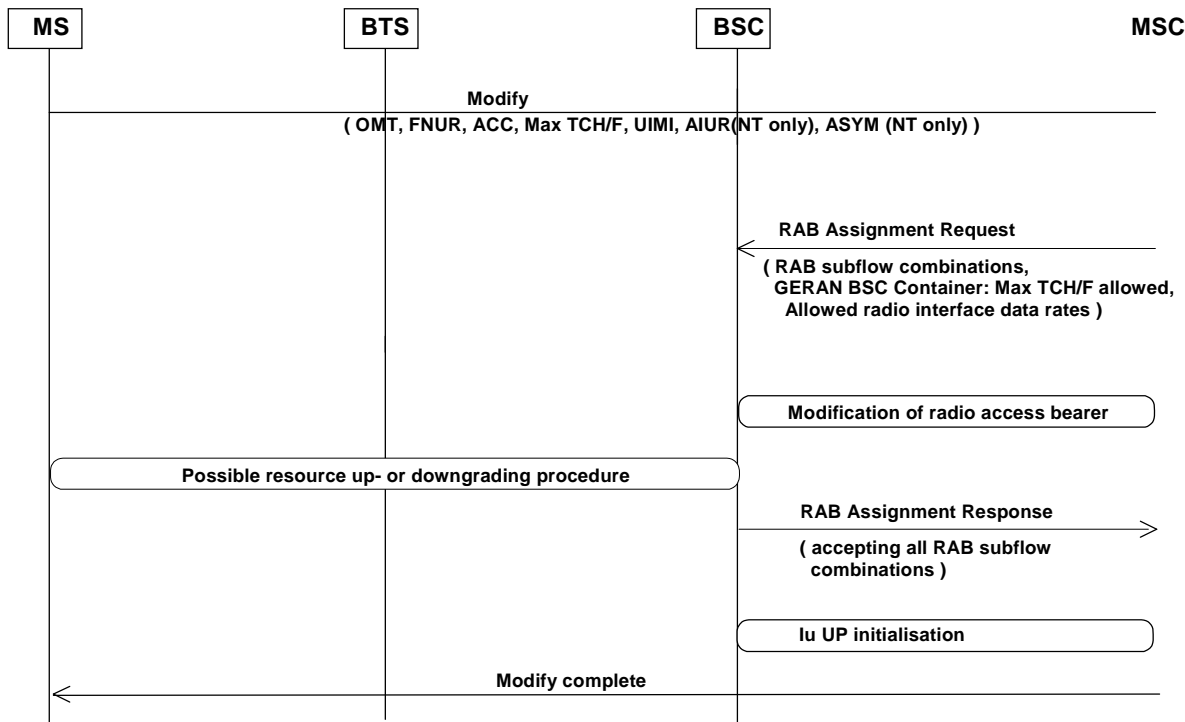 MS
BTS
BSC
MSC
Modify
( OMT, FNUR, ACC, Max TCH/F, UIMI, AIUR(NT only), ASYM (NT only) )
RAB Assignment Request
( RAB subflow combinations,
GERAN BSC Container: Max TCH/F allowed,
Allowed radio interface data rates )
Modification of radio access bearer
Possible resource up- or downgrading procedure
RAB Assignment Response
( accepting all RAB subflow
combinations )
Iu UP initialisation
Modify complete